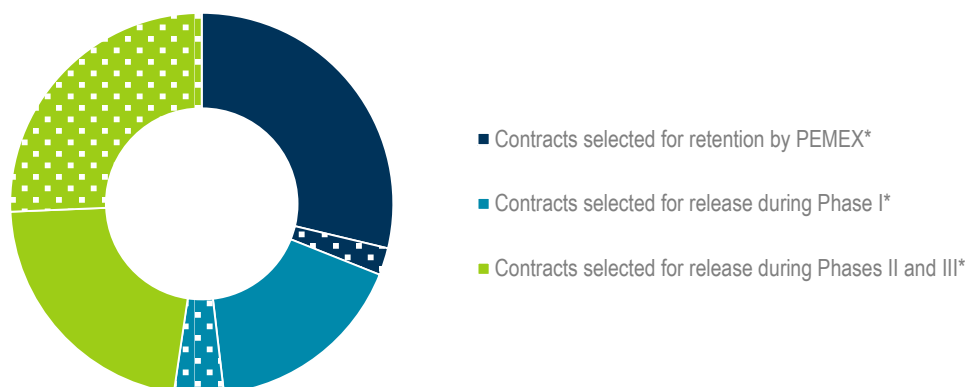 Contracts selected for retention by PEMEX*
Contracts selected for release during Phase I*
Contracts selected for release during Phases II and III*